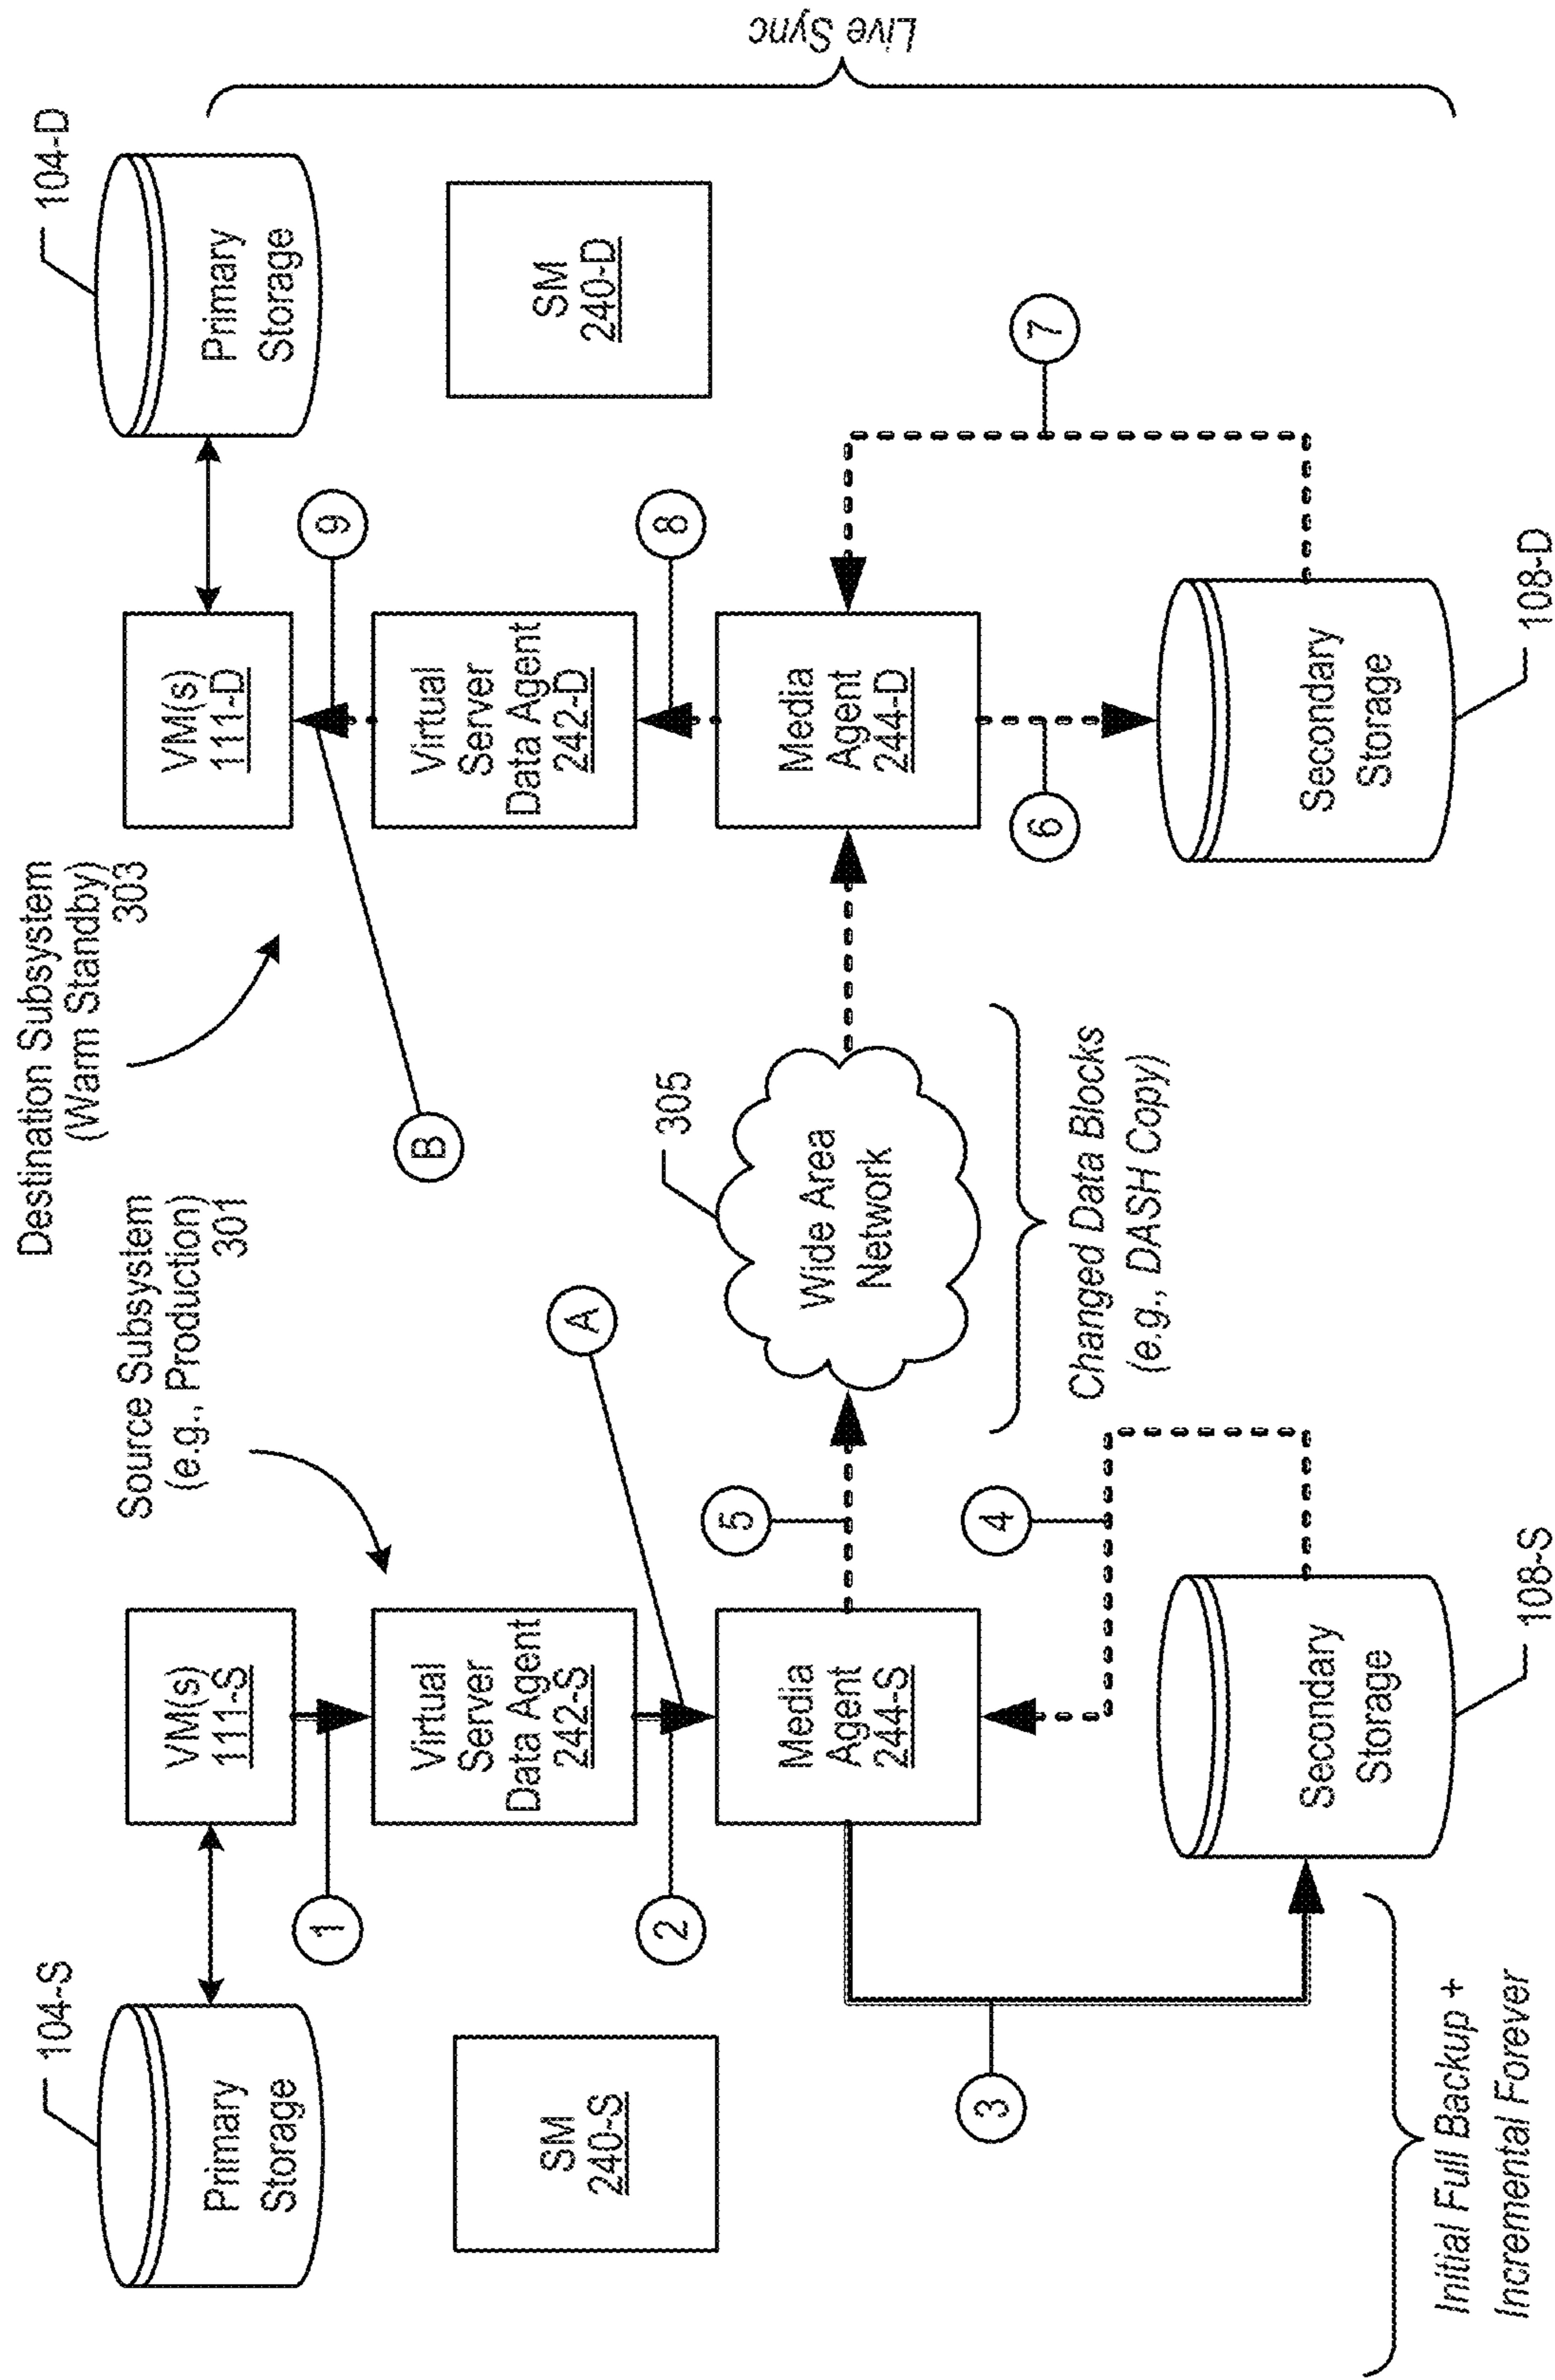 104-S
Primary
Storage
VM(s)
111-S
1
SM
240-S
Virtual
Server
Data Agent
242-S
2
Media
Agent
244-S
3
Secondary
Storage
108-S
Initial Full Backup +
Incremental Forever
Source Subsystem
(e.g., Production)
301
A
5
4
305
Wide Area
Network
Changed Data Blocks
(e.g., DASH Copy)
Destination Subsystem
(Warm Standby)
303
B
VM(s)
111-D
9
104-D
Primary
Storage
Virtual
Server
Data Agent
242-D
8
SM
240-D
Media
Agent
244-D
6
7
Secondary
Storage
108-D
Live Sync